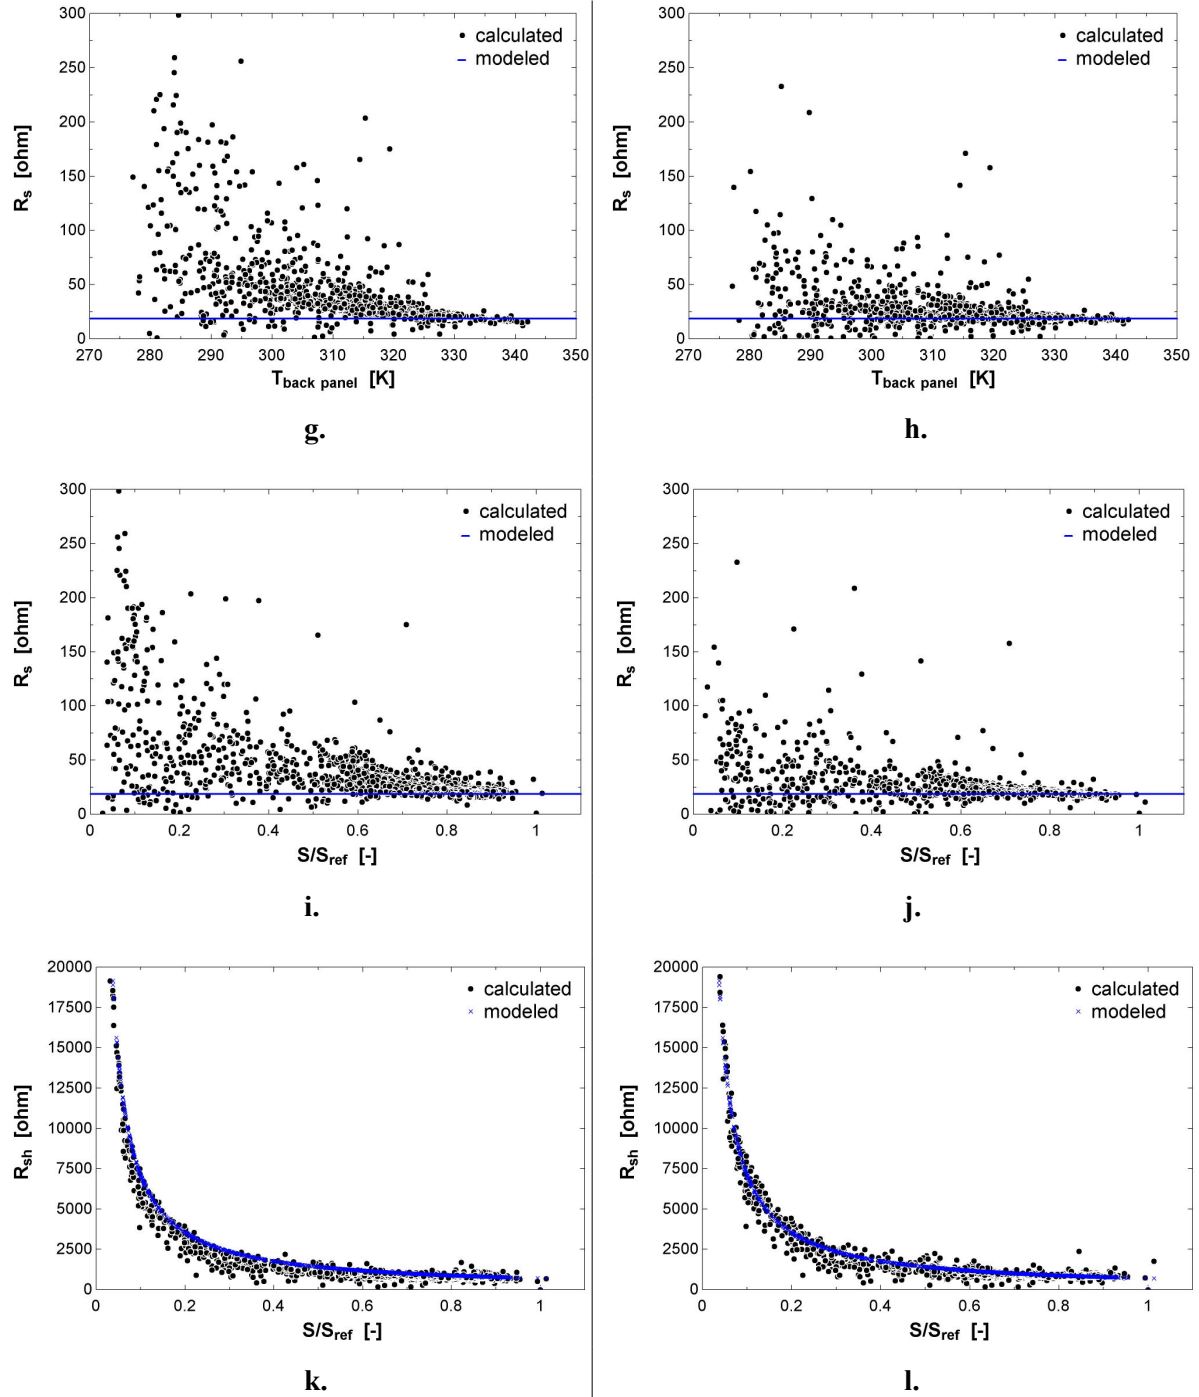 300
250
200
150
100
50
0
R_s [ohm]
calculated
modeled
270 280 290 300 310 320 330 340 350
T_back panel [K]
g.
300
250
200
150
100
50
0
R_s [ohm]
calculated
modeled
270 280 290 300 310 320 330 340 350
T_back panel [K]
h.
300
250
200
150
100
50
0
R_s [ohm]
calculated
modeled
0 0.2 0.4 0.6 0.8 1
S/S_ref [-]
i.
300
250
200
150
100
50
0
R_s [ohm]
calculated
modeled
0 0.2 0.4 0.6 0.8 1
S/S_ref [-]
j.
20000
17500
15000
12500
10000
7500
5000
2500
0
R_sh [ohm]
calculated
modeled
0 0.2 0.4 0.6 0.8 1
S/S_ref [-]
k.
20000
17500
15000
12500
10000
7500
5000
2500
0
R_sh [ohm]
calculated
modeled
0 0.2 0.4 0.6 0.8 1
S/S_ref [-]
l.